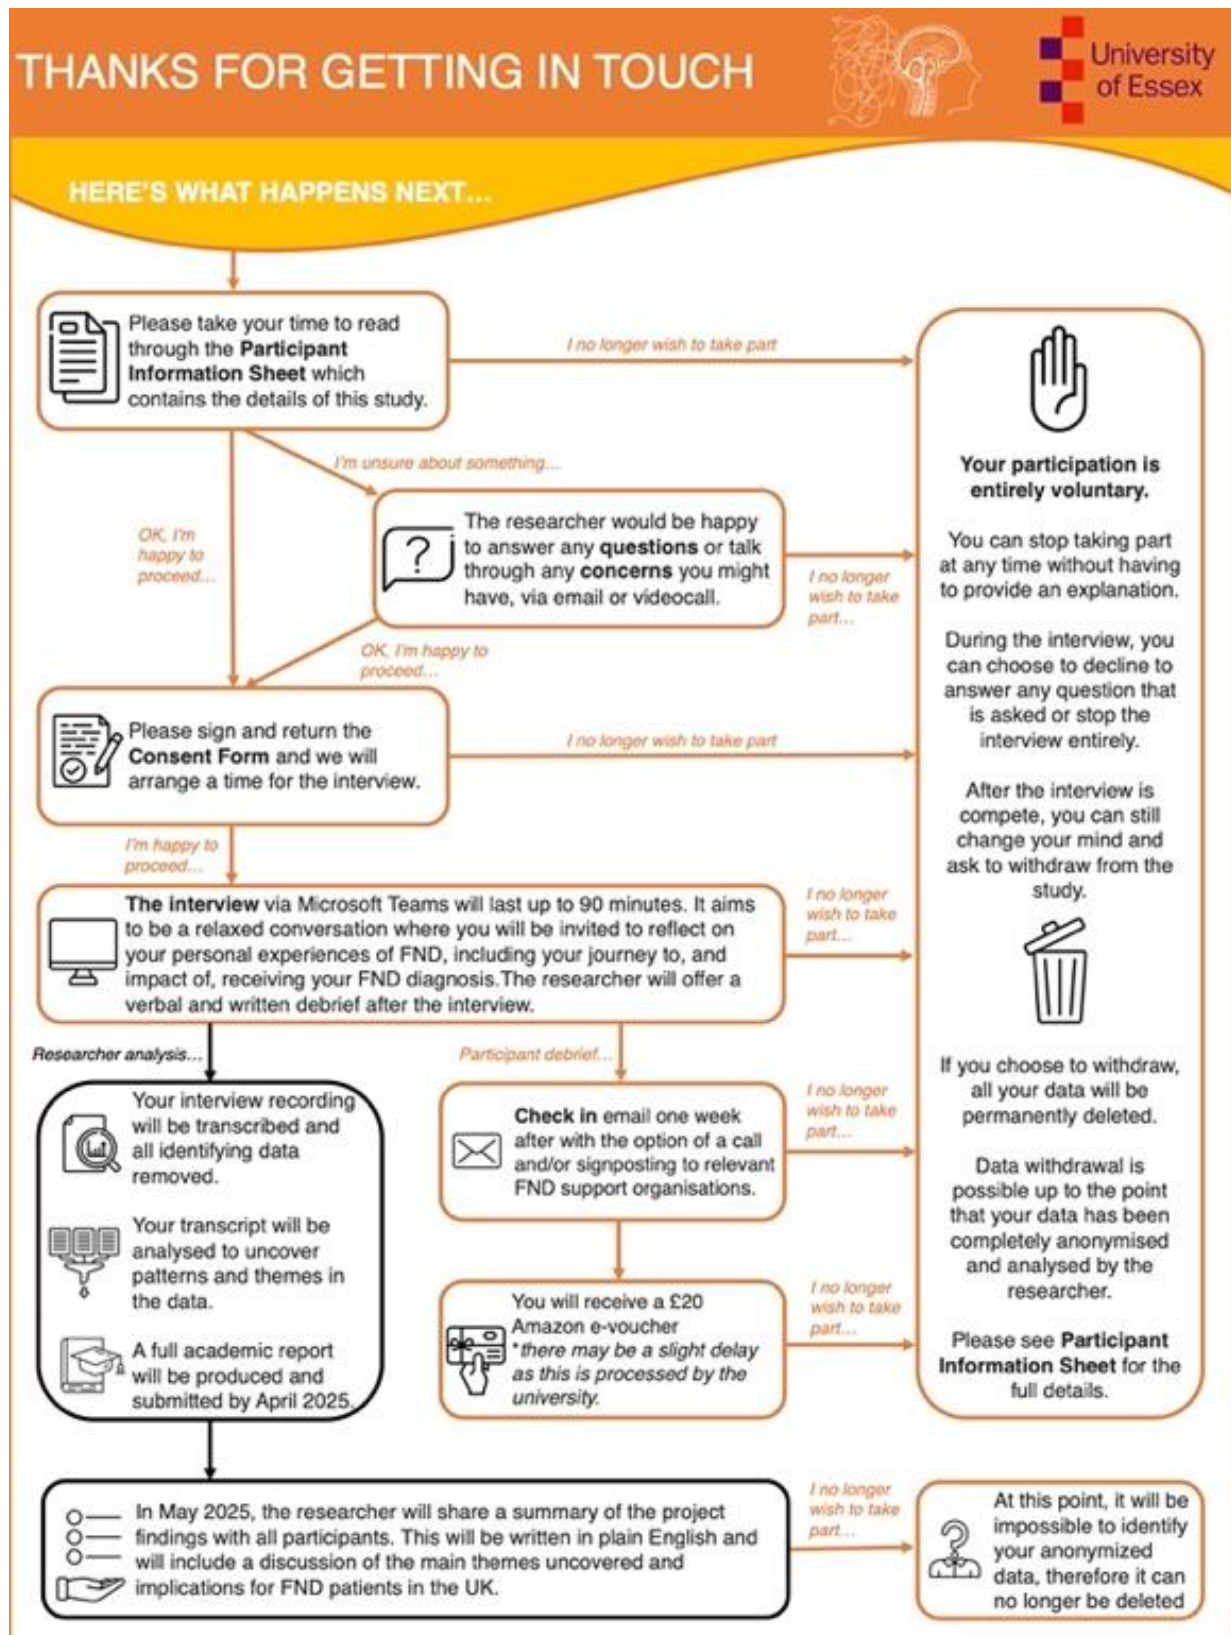 THANKS FOR GETTING IN TOUCH
University
of Essex
HERE'S WHAT HAPPENS NEXT...
Please take your time to read
through the Participant
Information Sheet which
contains the details of this study.
I no longer wish to take part
I'm unsure about something...
OK, I'm
happy to
proceed...
The researcher would be happy
to answer any questions or talk
through any concerns you might
have, via email or videocall.
I no longer
wish to take
part...
OK, I'm happy to
proceed...
Please sign and return the
Consent Form and we will
arrange a time for the interview.
I no longer wish to take part
I'm happy to
proceed...
The interview via Microsoft Teams will last up to 90 minutes. It aims
to be a relaxed conversation where you will be invited to reflect on
your personal experiences of FND, including your journey to, and
impact of, receiving your FND diagnosis.The researcher will offer a
verbal and written debrief after the interview.
I no longer
wish to take
part...
Researcher analysis...
Your interview recording
will be transcribed and
all identifying data
removed.
Your transcript will be
analysed to uncover
patterns and themes in
the data.
A full academic report
will be produced and
submitted by April 2025.
Participant debrief...
Check in email one week
after with the option of a call
and/or signposting to relevant
FND support organisations.
I no longer
wish to take
part...
You will receive a £20
Amazon e-voucher
*there may be a slight delay
as this is processed by the
university.
I no longer
wish to take
part...
Your participation is
entirely voluntary.
You can stop taking part
at any time without having
to provide an explanation.
During the interview, you
can choose to decline to
answer any question that
is asked or stop the
interview entirely.
After the interview is
compete, you can still
change your mind and
ask to withdraw from the
study.
If you choose to withdraw,
all your data will be
permanently deleted.
Data withdrawal is
possible up to the point
that your data has been
completely anonymised
and analysed by the
researcher.
Please see Participant
Information Sheet for the
full details.
In May 2025, the researcher will share a summary of the project
findings with all participants. This will be written in plain English and
will include a discussion of the main themes uncovered and
implications for FND patients in the UK.
I no longer
wish to take
part...
At this point, it will be
impossible to identify
your anonymized
data, therefore it can
no longer be deleted